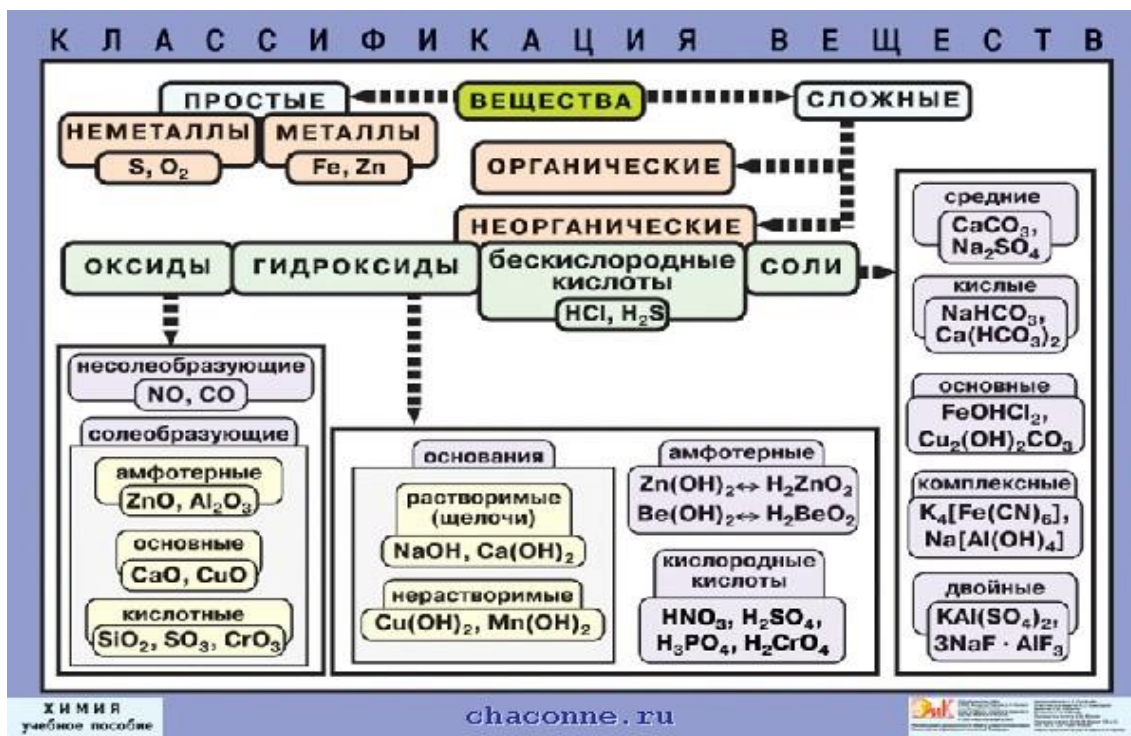 КЛАССИФИКАЦИЯ ВЕЩЕСТВ
ПРОСТЫЕ
ВЕЩЕСТВА
СЛОЖНЫЕ
НЕМЕТАЛЛЫ
S, O₂
МЕТАЛЛЫ
Fe, Zn
ОРГАНИЧЕСКИЕ
НЕОРГАНИЧЕСКИЕ
ОКСИДЫ
ГИДРОКСИДЫ
бескислородные
кислоты
HCl, H₂S
СОЛИ
несолеобразующие
NO, CO
солеобразующие
амфотерные
ZnO, Al₂O₃
основные
CaO, CuO
кислотные
SiO₂, SO₃, CrO₃
основания
растворимые
(щелочи)
NaOH, Ca(OH)₂
нерастворимые
Cu(OH)₂, Mn(OH)₂
амфотерные
Zn(OH)₂↔ H₂ZnO₂
Be(OH)₂↔ H₂BeO₂
кислородные
кислоты
HNO₃, H₂SO₄,
H₃PO₄, H₂CrO₄
средние
CaCO₃,
Na₂SO₄
кислые
NaHCO₃,
Ca(HCO₃)₂
основные
FeOHCl₂,
Cu₂(OH)₂CO₃
комплексные
K₄[Fe(CN)₆],
Na[Al(OH)₄]
двойные
KAl(SO₄)₂,
3NaF · AlF₃
ХИМИЯ
учебное пособие
chaconne.ru